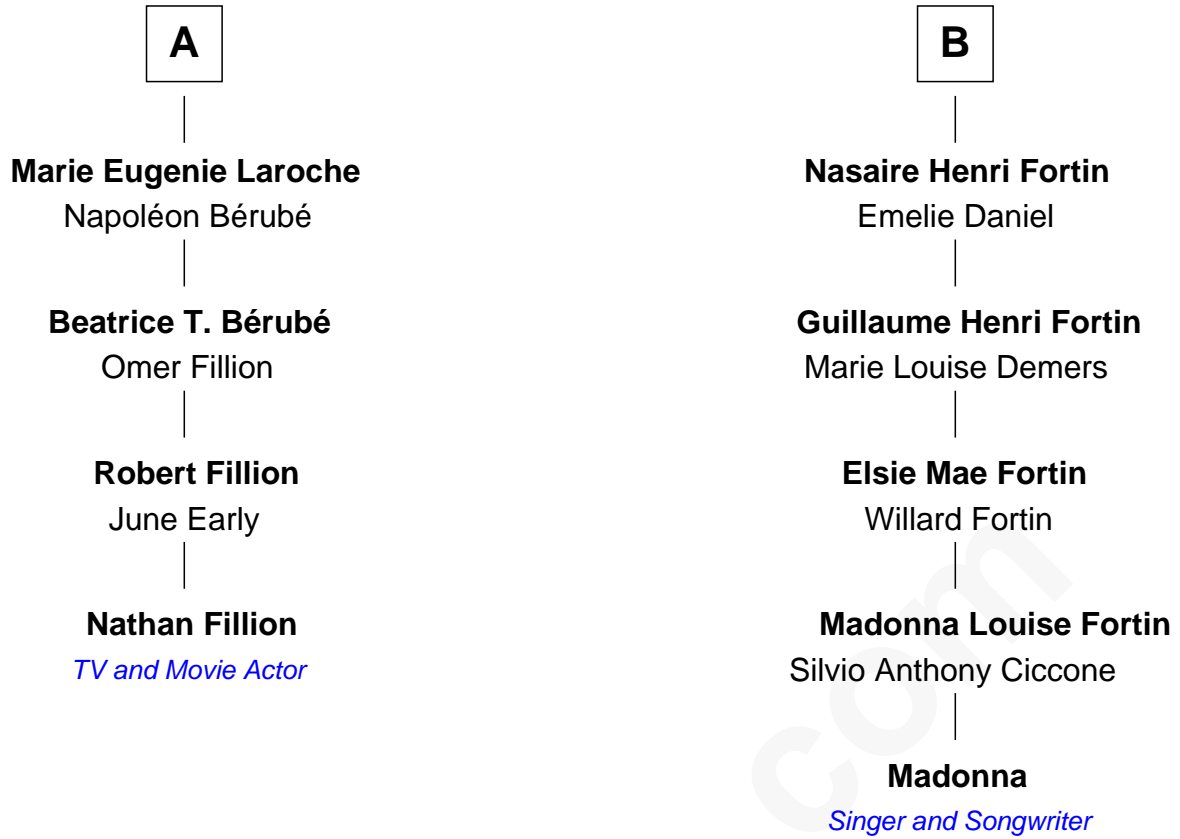 A
Marie Eugenie Laroche
Napoléon Bérubé
Beatrice T. Bérubé
Omer Fillion
Robert Fillion
June Early
Nathan Fillion
TV and Movie Actor
B
Nasaire Henri Fortin
Emelie Daniel
Guillaume Henri Fortin
Marie Louise Demers
Elsie Mae Fortin
Willard Fortin
Madonna Louise Fortin
Silvio Anthony Ciccone
Madonna
Singer and Songwriter
com